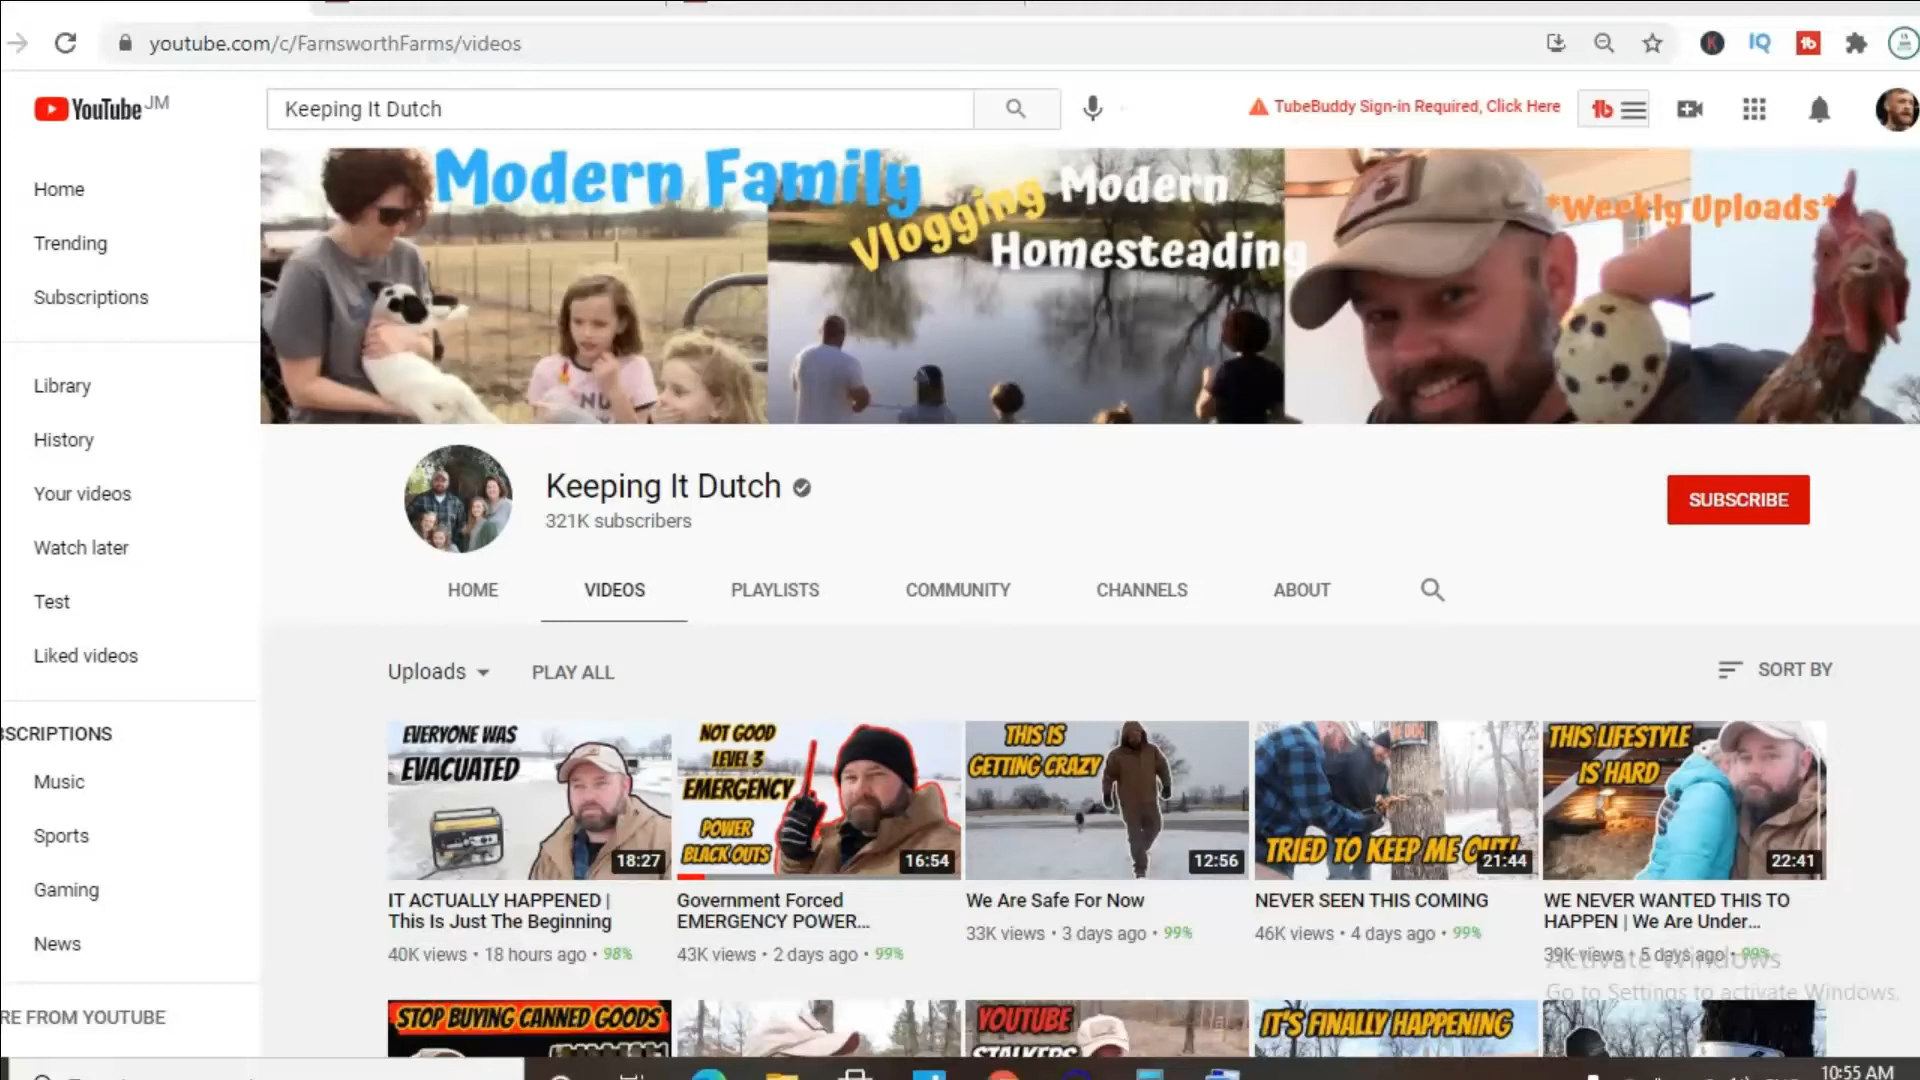 youtube.com/c/FarnsworthFarms/videos
IQ
tb
YouTube JM
Keeping It Dutch
TubeBuddy Sign-in Required, Click Here
tb
Home
Trending
Subscriptions
Library
History
Your videos
Watch later
Test
Liked videos
BSCRIPTIONS
Music
Sports
Gaming
News
RE FROM YOUTUBE
Modern Family
Vlogging
Modern
Homesteading
*Weekly Uploads*
NU
Keeping It Dutch
321K subscribers
SUBSCRIBE
HOME
VIDEOS
PLAYLISTS
COMMUNITY
CHANNELS
ABOUT
Uploads
PLAY ALL
SORT BY
EVERYONE WAS
EVACUATED
18:27
NOT GOOD
LEVEL 3
EMERGENCY
POWER
BLACK OUTS
16:54
THIS IS
GETTING CRAZY
12:56
TRIED TO KEEP ME OUT!
21:44
THIS LIFESTYLE
IS HARD
22:41
IT ACTUALLY HAPPENED |
This Is Just The Beginning
40K views • 18 hours ago • 98%
Government Forced
EMERGENCY POWER...
43K views • 2 days ago • 99%
We Are Safe For Now
33K views • 3 days ago • 99%
NEVER SEEN THIS COMING
46K views • 4 days ago • 99%
WE NEVER WANTED THIS TO
HAPPEN | We Are Under...
39K views • 5 days ago • 99%
Activate Windows
Go to Settings to activate Windows.
STOP BUYING CANNED GOODS
YOUTUBE
STALKERS
IT'S FINALLY HAPPENING
10:55 AM